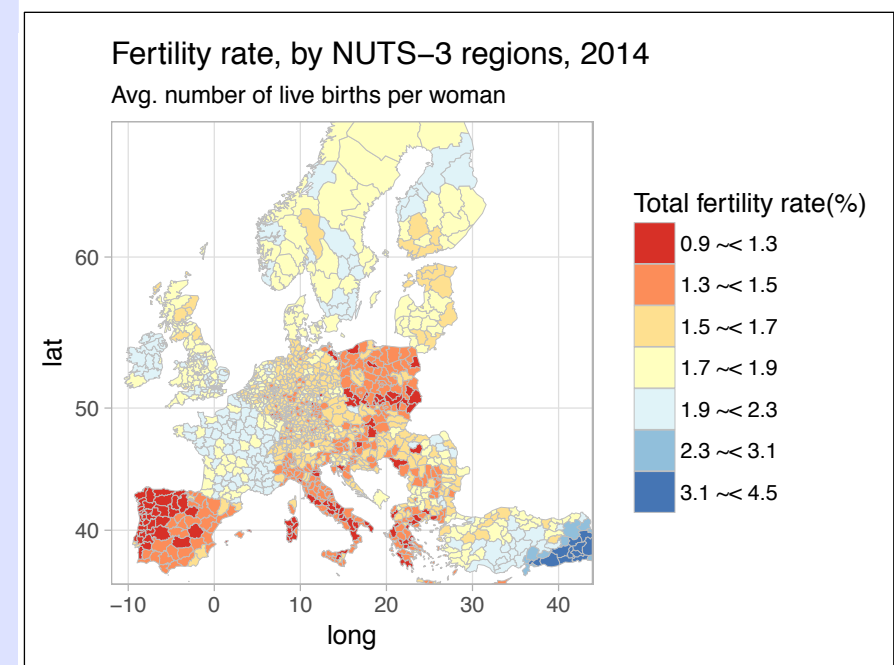 Fertility rate, by NUTS−3 regions, 2014
Avg. number of live births per woman
60
50
40
lat
−10 0 10 20 30 40
long
Total fertility rate(%)
0.9 ~< 1.3
1.3 ~< 1.5
1.5 ~< 1.7
1.7 ~< 1.9
1.9 ~< 2.3
2.3 ~< 3.1
3.1 ~< 4.5